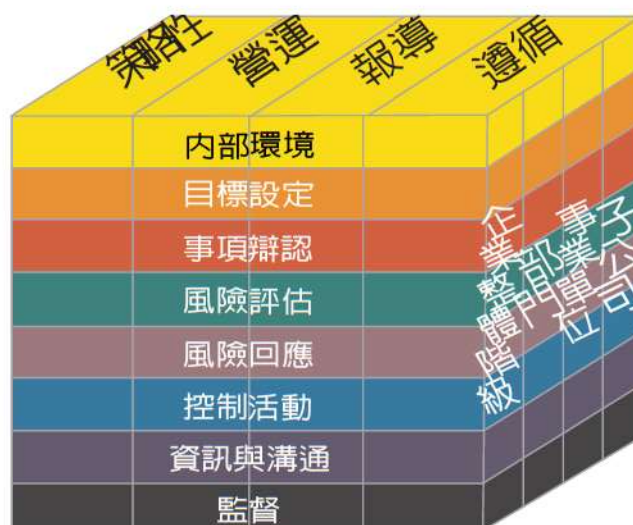 策略性
營運
報導
遵循
內部環境
目標設定
事項辯認
風險評估
風險回應
控制活動
資訊與溝通
監督
企業整體階級
部門
事業單位
子公司